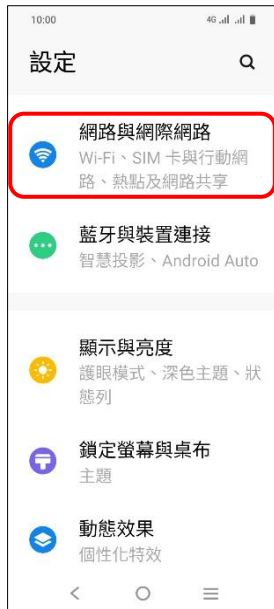 10:00
4G
設定
網路與網際網路
Wi-Fi、SIM 卡與行動網
路、熱點及網路共享
藍牙與裝置連接
智慧投影、Android Auto
顯示與亮度
護眼模式、深色主題、狀
態列
鎖定螢幕與桌布
主題
動態效果
個性化特效